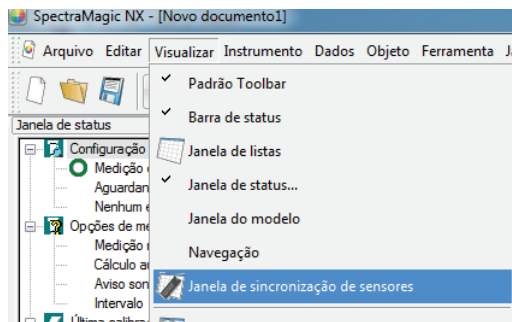 SpectraMagic NX - [Novo documento1]
Arquivo Editar Visualizar Instrumento Dados Objeto Ferramenta
Padrão Toolbar
Barra de status
Janela de status
Janela de listas
Configuração
Medição
Janela de status...
Aguardan
Nenhum
Janela do modelo
Opções de me
Medição
Navegação
Cálculo au
Aviso son
Janela de sincronização de sensores
Intervalo
Última calibra